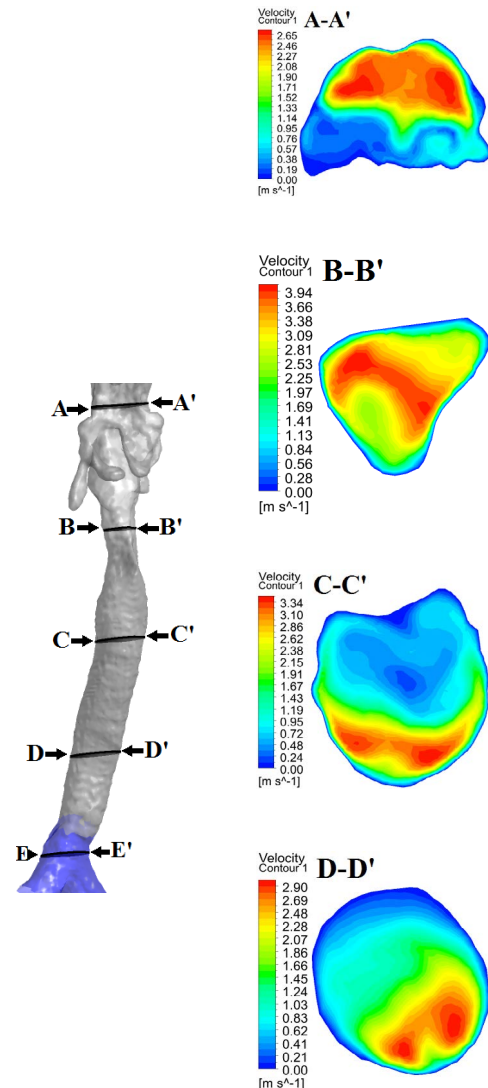 Velocity
Contour 1
A-A'
2.65
2.46
2.27
2.08
1.90
1.71
1.52
1.33
1.14
0.95
0.76
0.57
0.38
0.19
0.00
[m s^-1]
Velocity
Contour 1
B-B'
3.94
3.66
3.38
3.09
2.81
2.53
2.25
1.97
1.69
1.41
1.13
0.84
0.56
0.28
0.00
[m s^-1]
A
A'
B
B'
C
C'
D
D'
E
E'
Velocity
Contour 1
C-C'
3.34
3.10
2.86
2.62
2.38
2.15
1.91
1.67
1.43
1.19
0.95
0.72
0.48
0.24
0.00
[m s^-1]
Velocity
Contour 1
D-D'
2.90
2.69
2.49
2.28
2.07
1.86
1.66
1.45
1.24
1.03
0.83
0.62
0.41
0.21
0.00
[m s^-1]